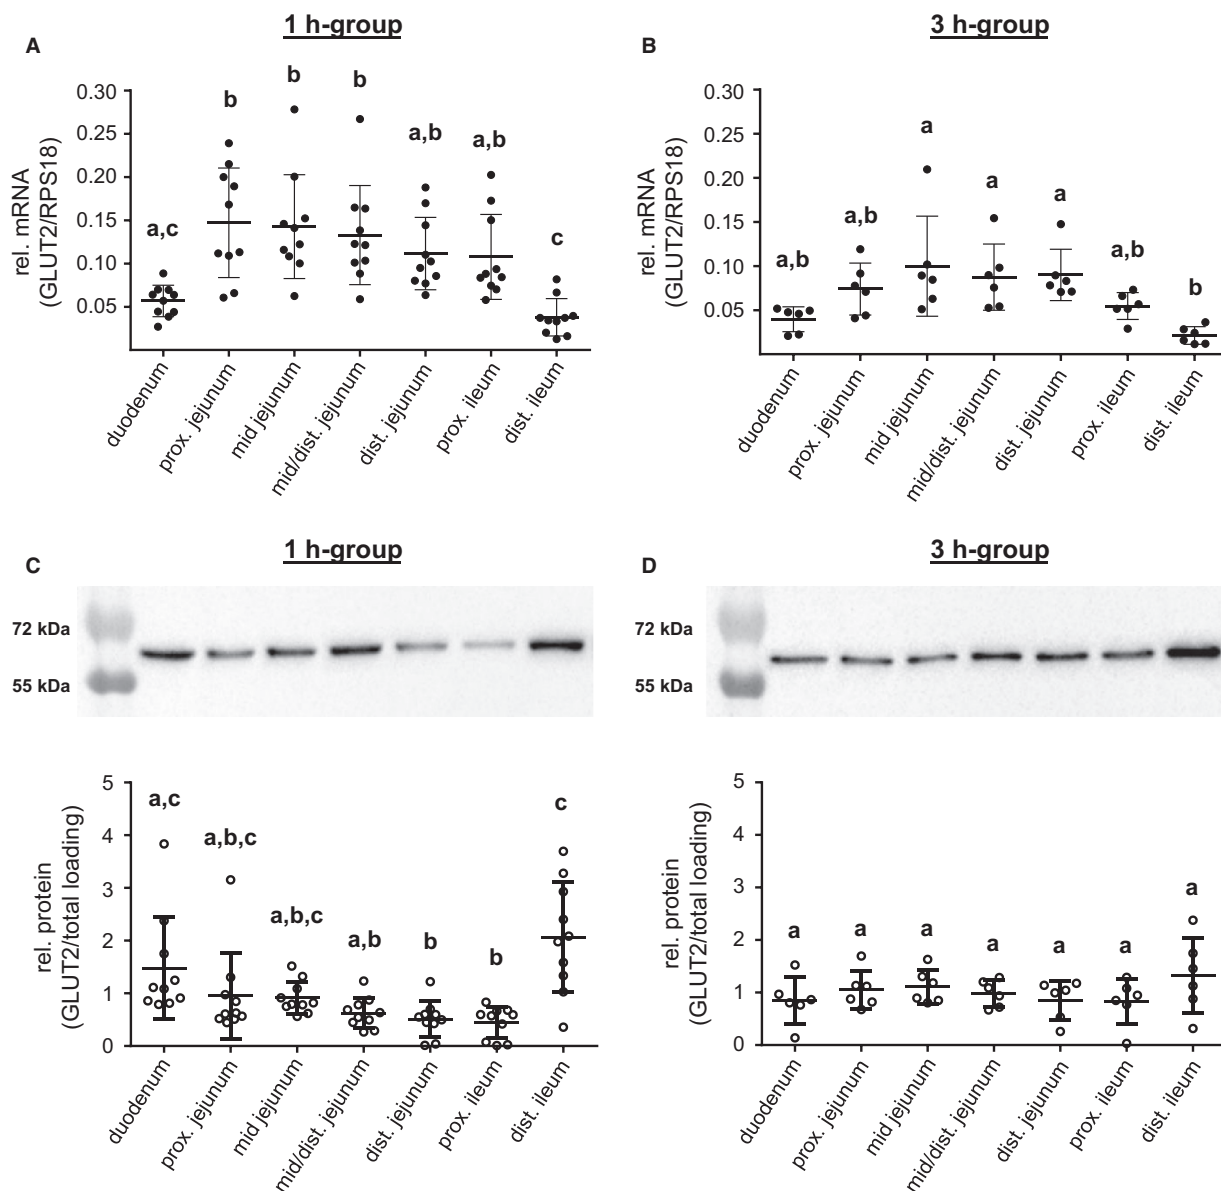 1 h-group
3 h-group
A
B
rel. mRNA
(GLUT2/RPS18)
0.30
0.25
0.20
0.15
0.10
0.05
a,c
b
b
b
a,b
a,b
c
duodenum
prox. jejunum
mid jejunum
mid/dist. jejunum
dist. jejunum
prox. ileum
dist. ileum
rel. mRNA
(GLUT2/RPS18)
0.30
0.25
0.20
0.15
0.10
0.05
0
a,b
a,b
a
a
a
a,b
b
duodenum
prox. jejunum
mid jejunum
mid/dist. jejunum
dist. jejunum
prox. ileum
dist. ileum
1 h-group
3 h-group
C
D
72 kDa
55 kDa
72 kDa
55 kDa
rel. protein
(GLUT2/total loading)
5
4
3
2
1
0
a,c
a,b,c
a,b,c
a,b
b
b
c
duodenum
prox. jejunum
mid jejunum
mid/dist. jejunum
dist. jejunum
prox. ileum
dist. ileum
rel. protein
(GLUT2/total loading)
5
4
3
2
1
0
a
a
a
a
a
a
a
duodenum
prox. jejunum
mid jejunum
mid/dist. jejunum
dist. jejunum
prox. ileum
dist. ileum